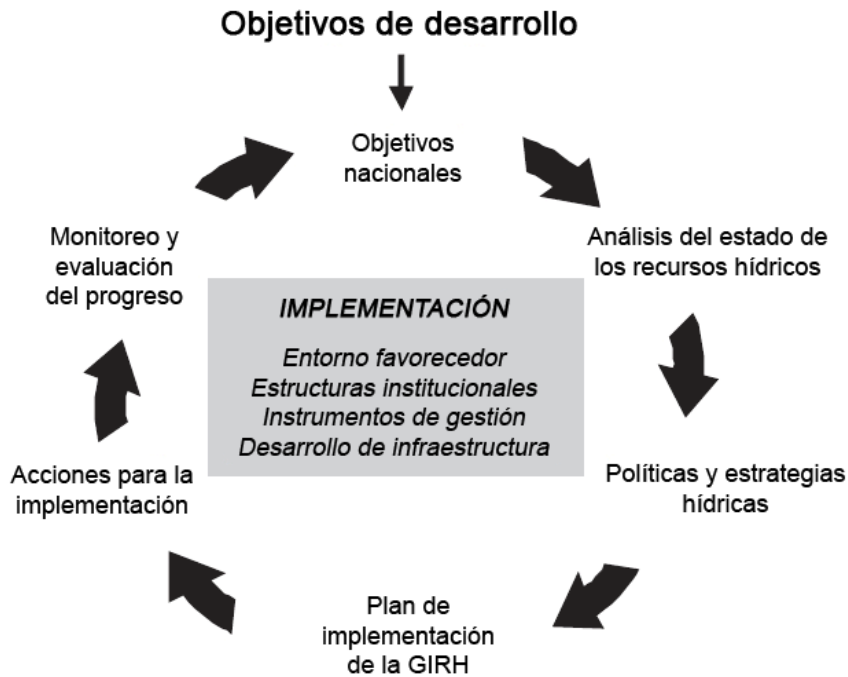 Objetivos de desarrollo
Objetivos
nacionales
Análisis del estado de
los recursos hídricos
Políticas y estrategias
hídricas
Plan de
implementación
de la GIRH
Acciones para la
implementación
Monitoreo y
evaluación
del progreso
IMPLEMENTACIÓN
Entorno favorecedor
Estructuras institucionales
Instrumentos de gestión
Desarrollo de infraestructura